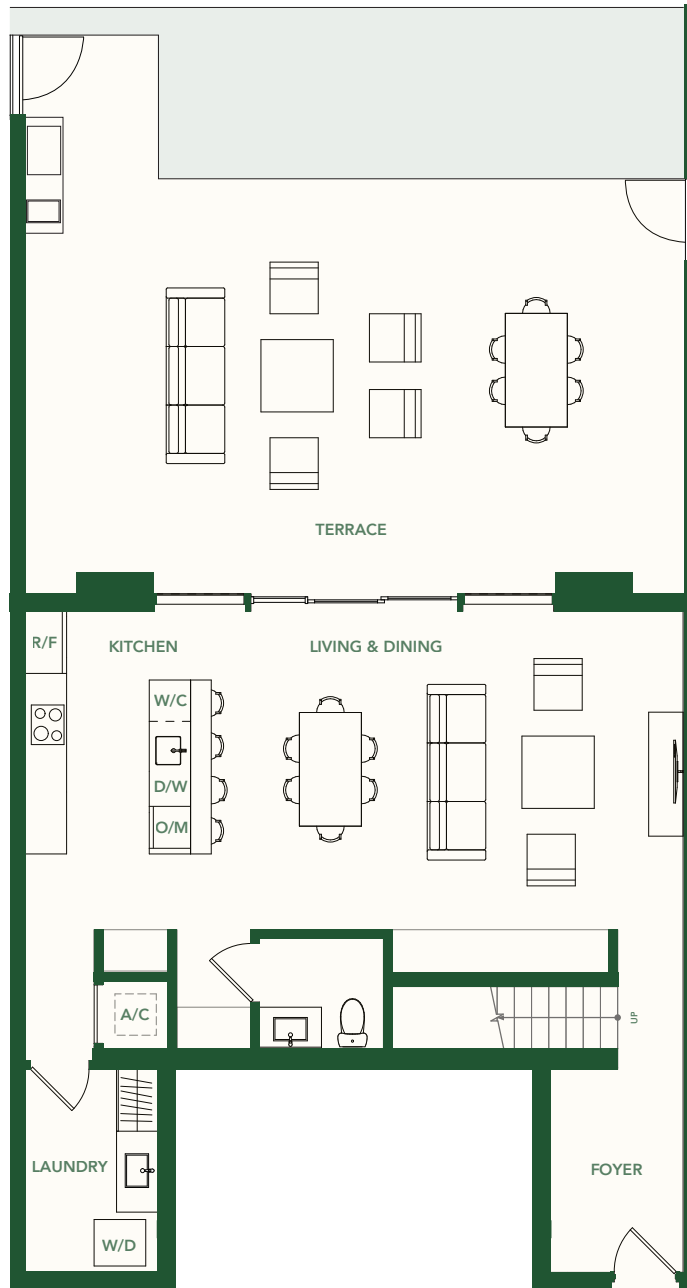 TERRACE
R/F
KITCHEN
LIVING & DINING
W/C
D/W
O/M
A/C
UP
LAUNDRY
FOYER
W/D